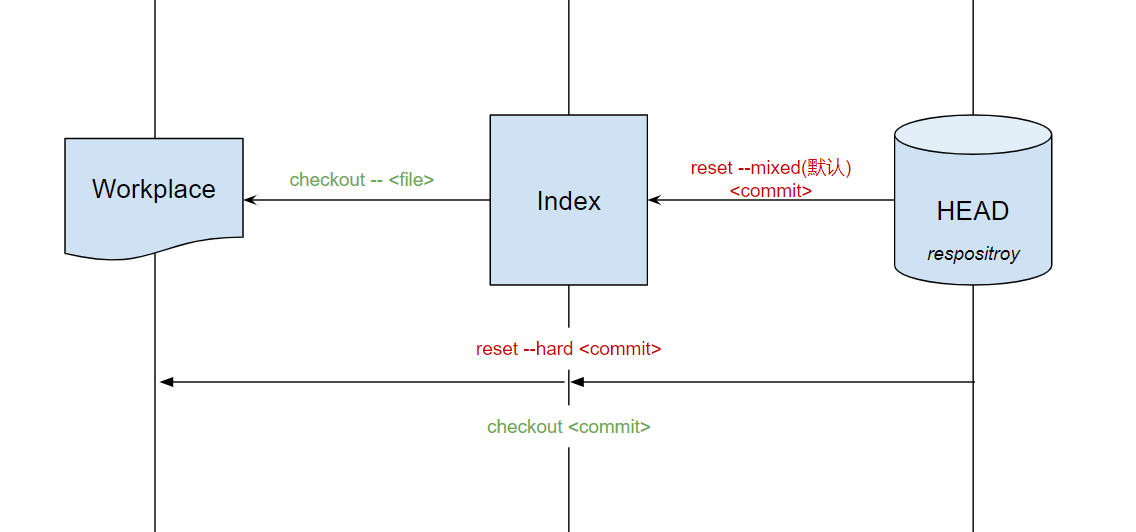 Workplace
checkout -- <file>
Index
reset --mixed(默认)
<commit>
HEAD
respositroy
reset --hard <commit>
checkout <commit>